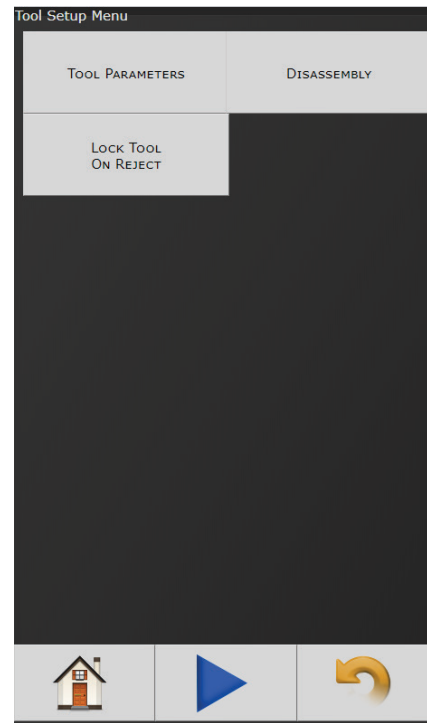 Tool Setup Menu
Tool Parameters
Disassembly
Lock Tool
On Reject